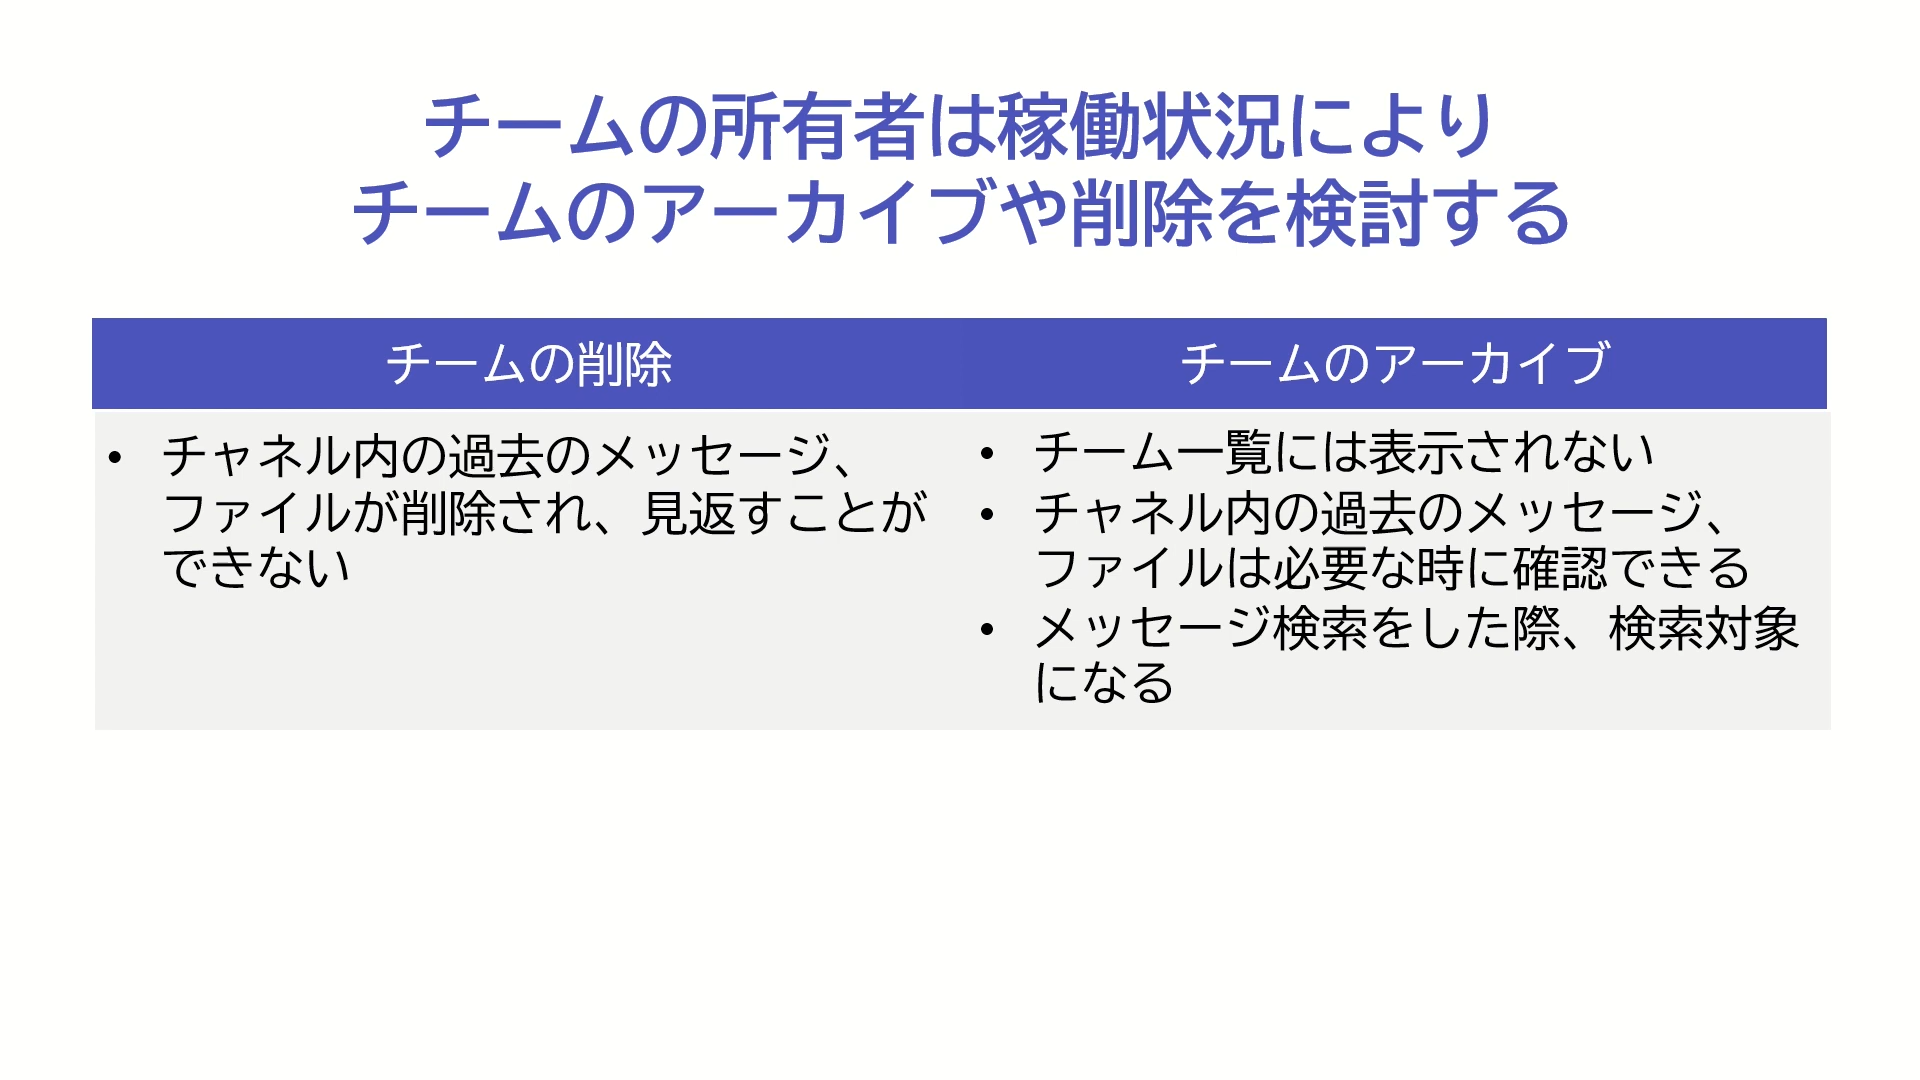 チームの所有者は稼働状況により
チームのアーカイブや削除を検討する
チームの削除
• チャネル内の過去のメッセージ、
ファイルが削除され、見返すことが
できない
チームのアーカイブ
• チーム一覧には表示されない
• チャネル内の過去のメッセージ、
ファイルは必要な時に確認できる
• メッセージ検索をした際、検索対象
になる